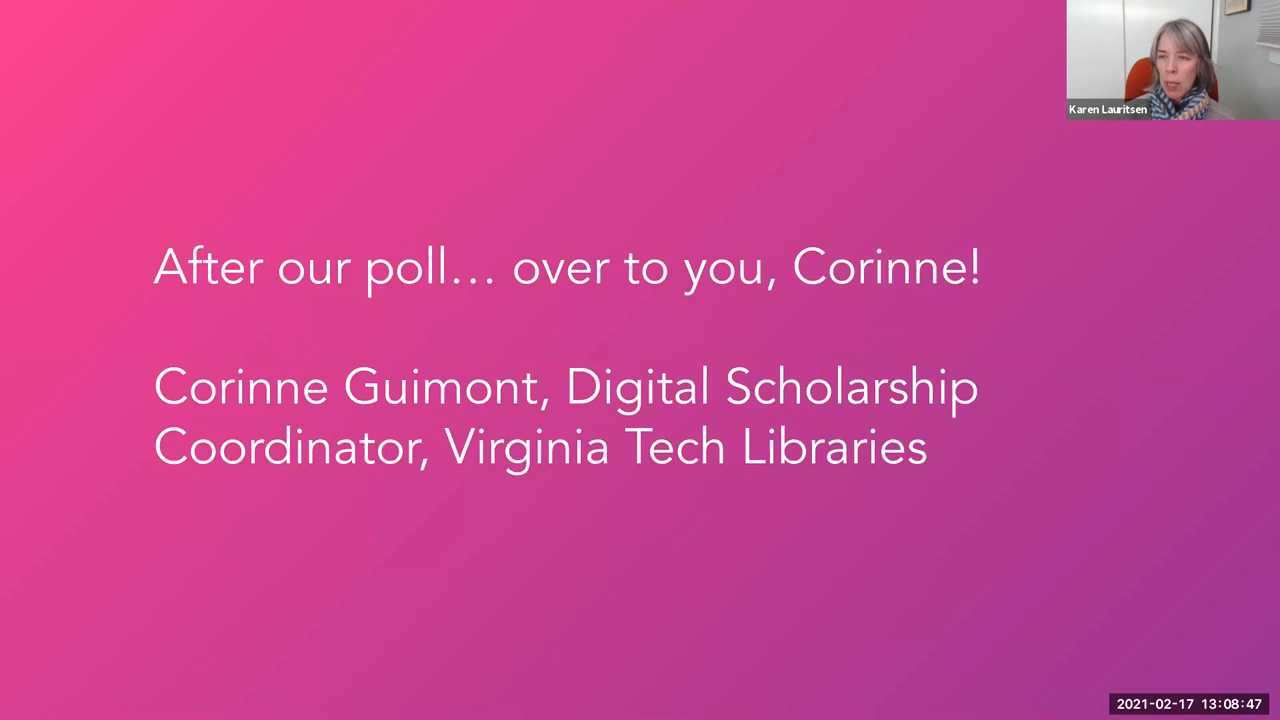 Karen Lauritsen
After our poll… over to you, Corinne!
Corinne Guimont, Digital Scholarship
Coordinator, Virginia Tech Libraries
2021-02-17 13:08:47